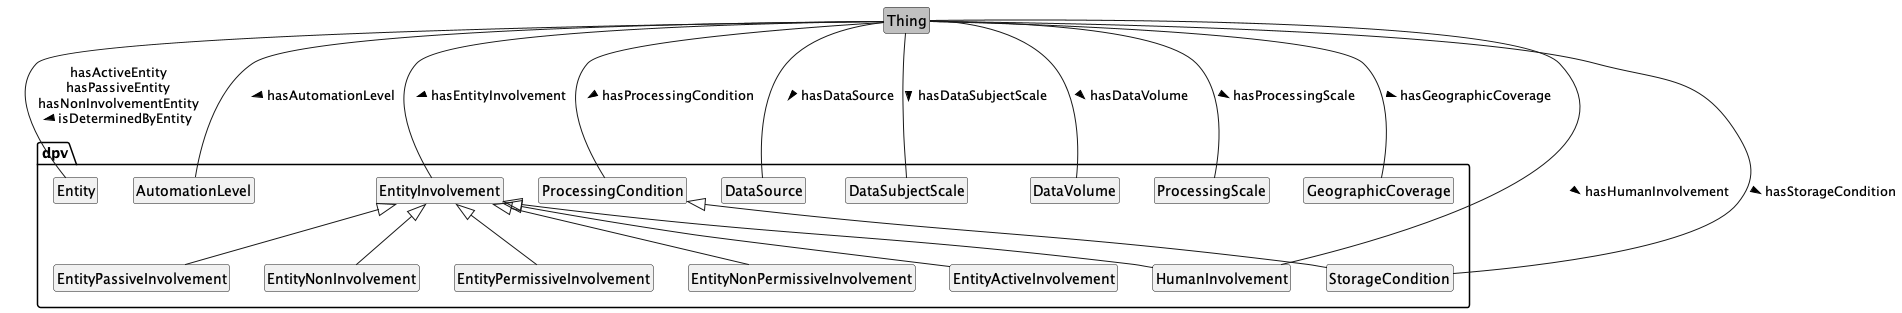 Thing
hasActiveEntity
hasPassiveEntity
hasNonInvolvementEntity
isDeterminedByEntity
hasAutomationLevel
hasEntityInvolvement
hasProcessingCondition
hasDataSource
hasDataSubjectScale
hasDataVolume
hasProcessingScale
hasGeographicCoverage
dpv
Entity
AutomationLevel
EntityInvolvement
ProcessingCondition
DataSource
DataSubjectScale
DataVolume
ProcessingScale
GeographicCoverage
hasHumanInvolvement
hasStorageCondition
EntityPassiveInvolvement
EntityNonInvolvement
EntityPermissiveInvolvement
EntityNonPermissiveInvolvement
EntityActiveInvolvement
HumanInvolvement
StorageCondition